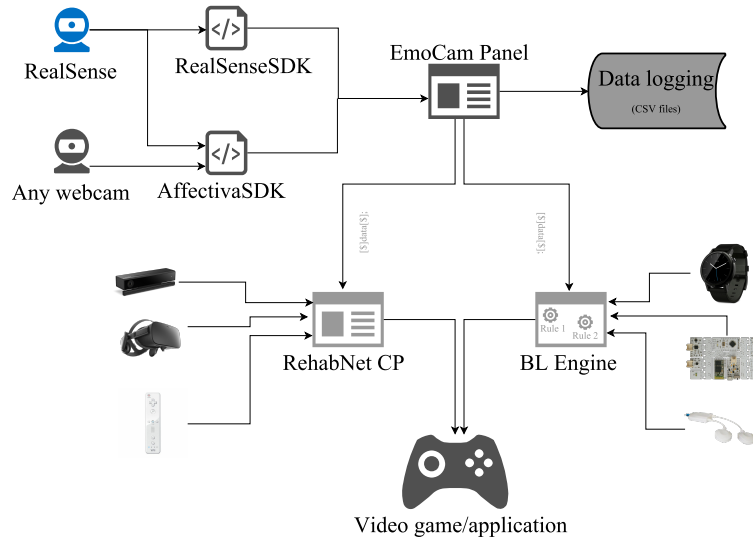 RealSense
RealSenseSDK
EmoCam Panel
Data logging
(CSV files)
Any webcam
AffectivaSDK
[$]data[$];
[$]data[$];
RehabNet CP
Rule 1
Rule 2
BL Engine
Video game/application